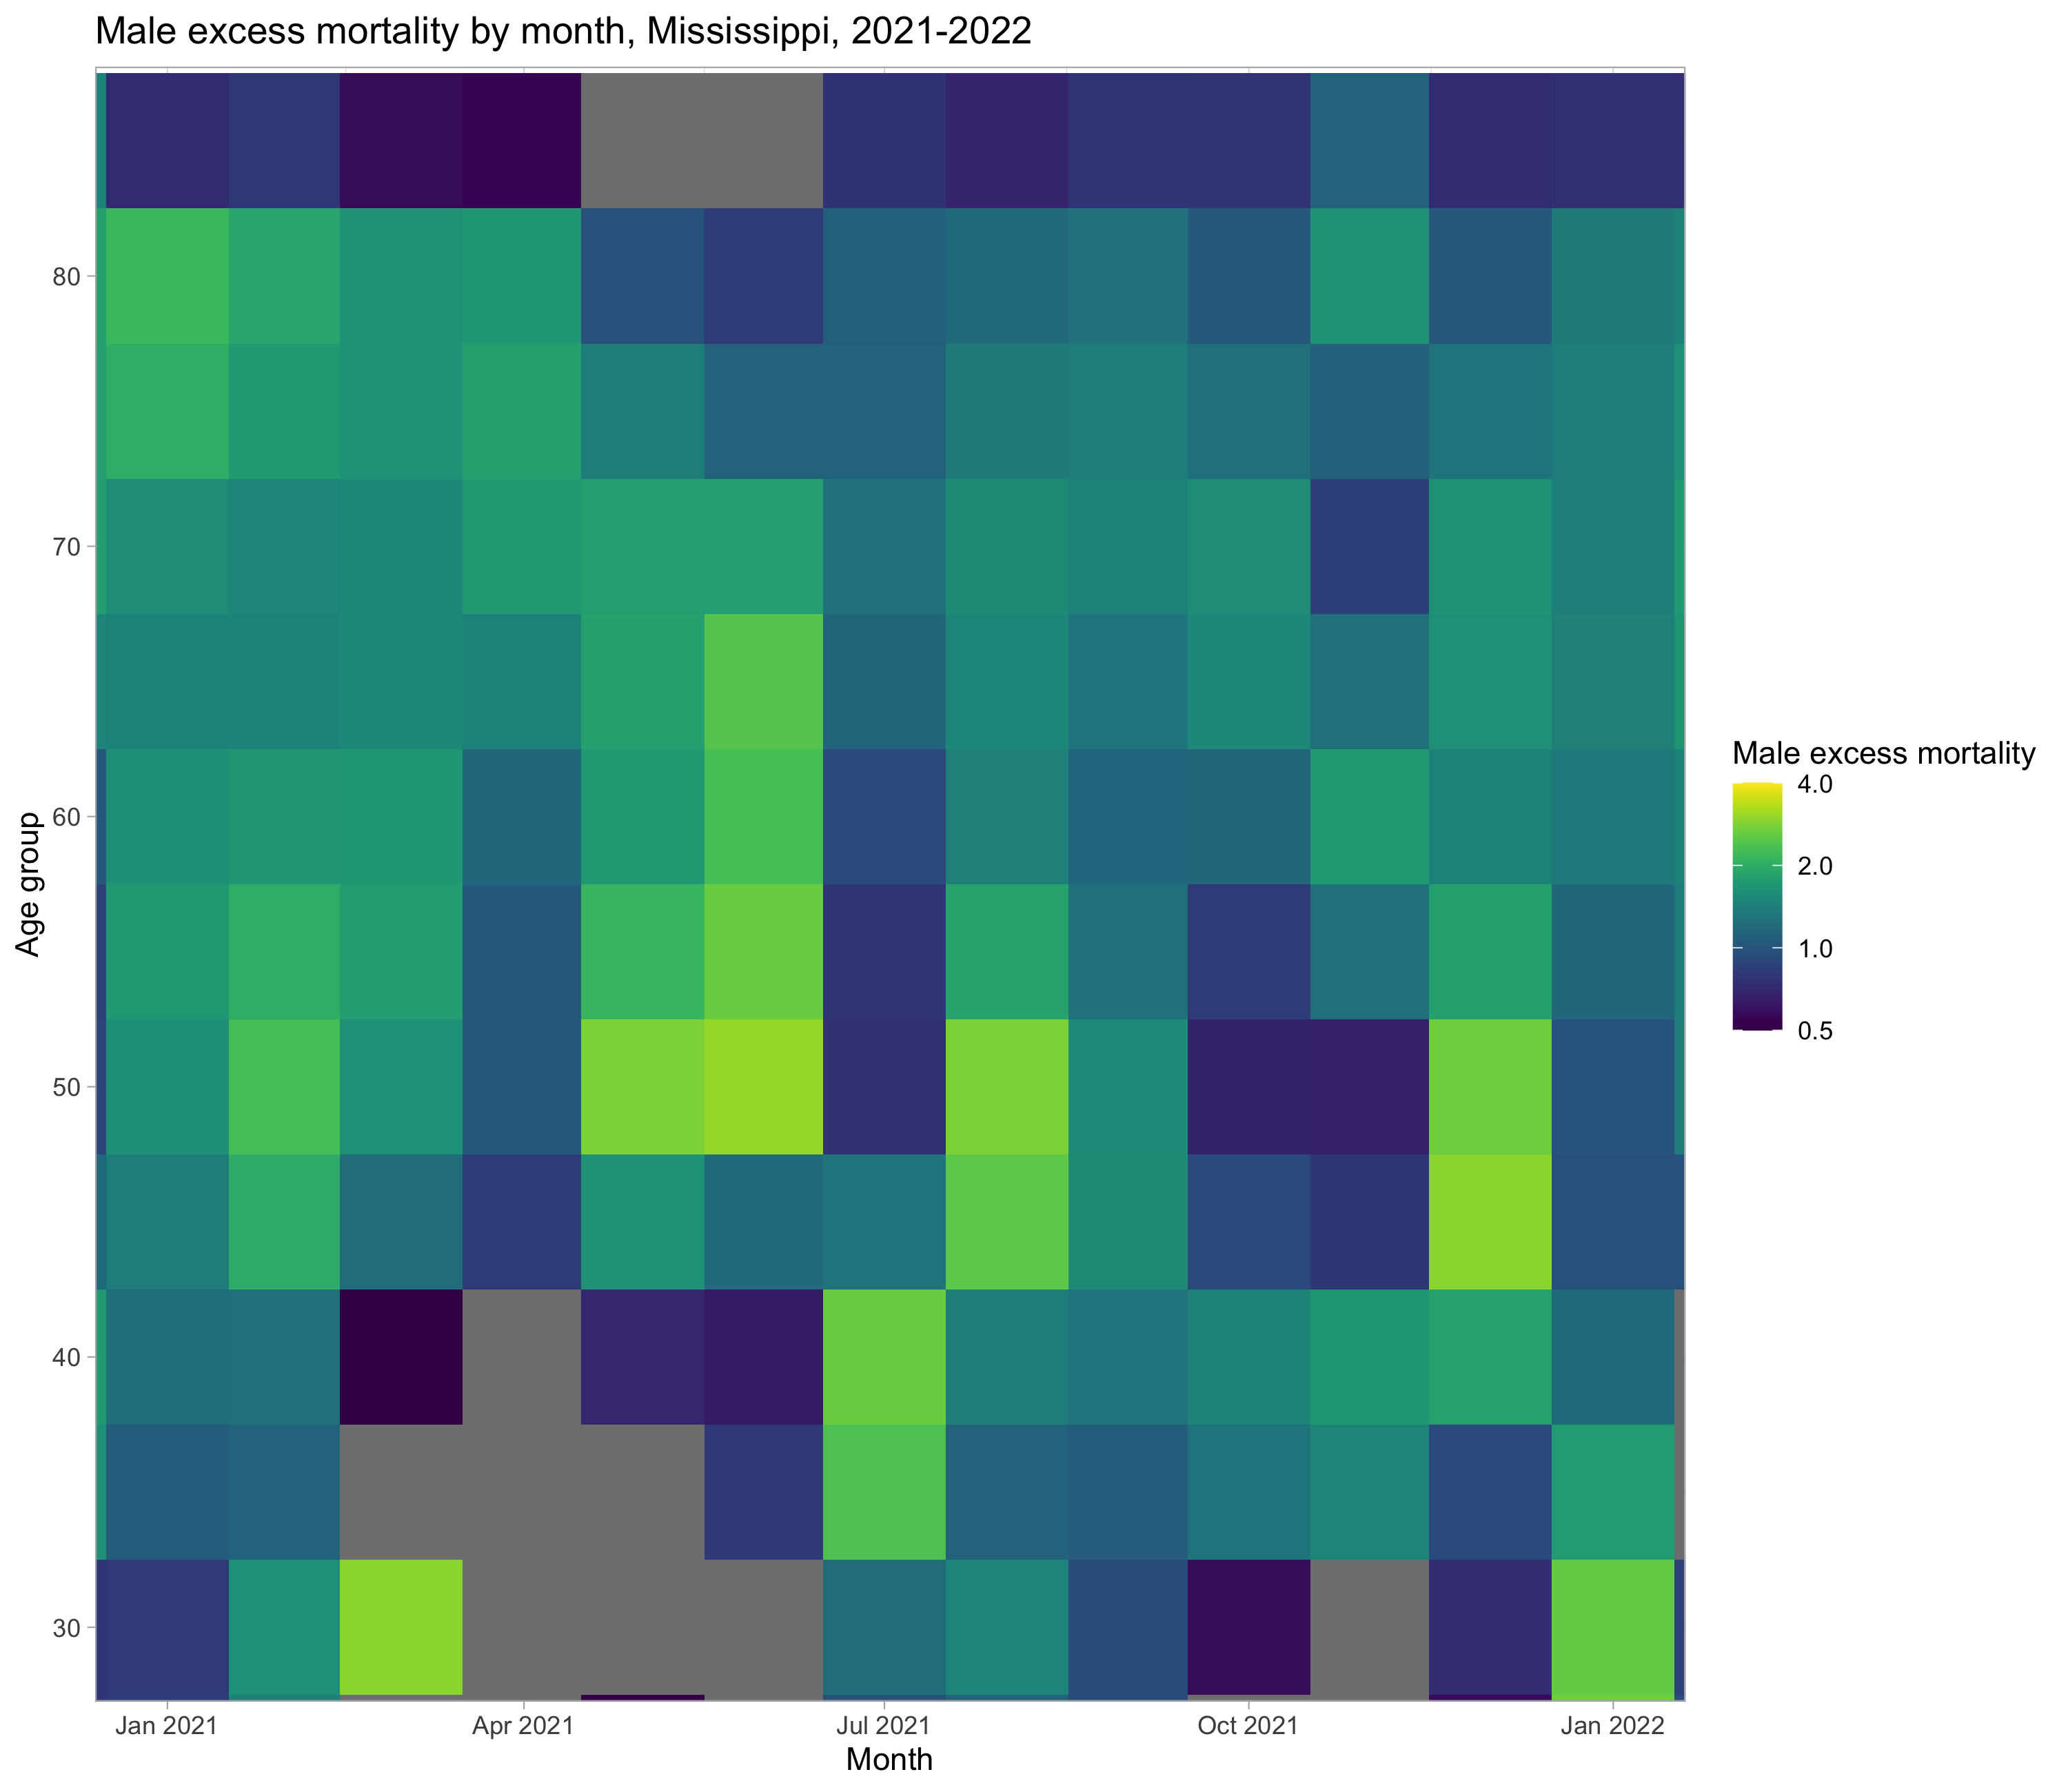 Male excess mortality by month, Mississippi, 2021-2022
80
70
60
50
40
30
Age group
Jan 2021
Apr 2021
Jul 2021
Oct 2021
Jan 2022
Month
Male excess mortality
4.0
2.0
1.0
0.5